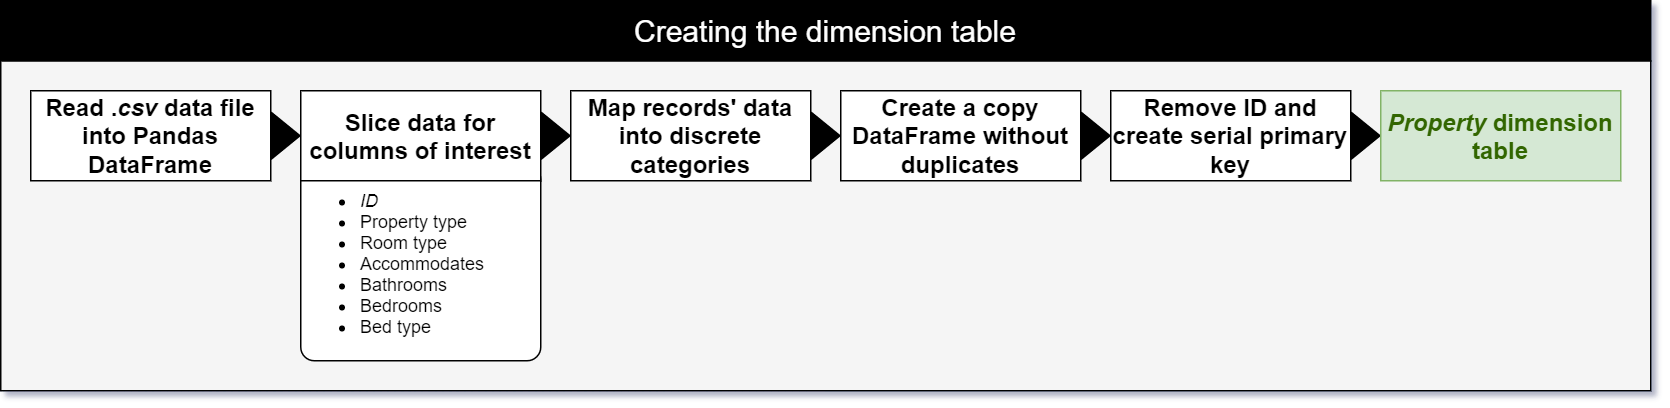 Creating the dimension table
Read .csv data file
into Pandas
DataFrame
Slice data for
columns of interest
Map records' data
into discrete
categories
Create a copy
DataFrame without
duplicates
Remove ID and
create serial primary
key
Property dimension
table
ID
Property type
Room type
Accommodates
Bathrooms
Bedrooms
Bed type